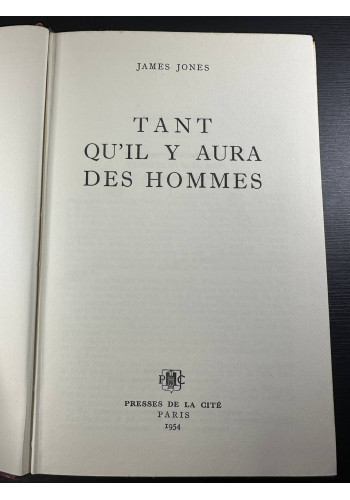 JAMES JONES
TANT
QU'IL Y AURA
DES HOMMES
P C
PRESSES DE LA CITÉ
PARIS
1954